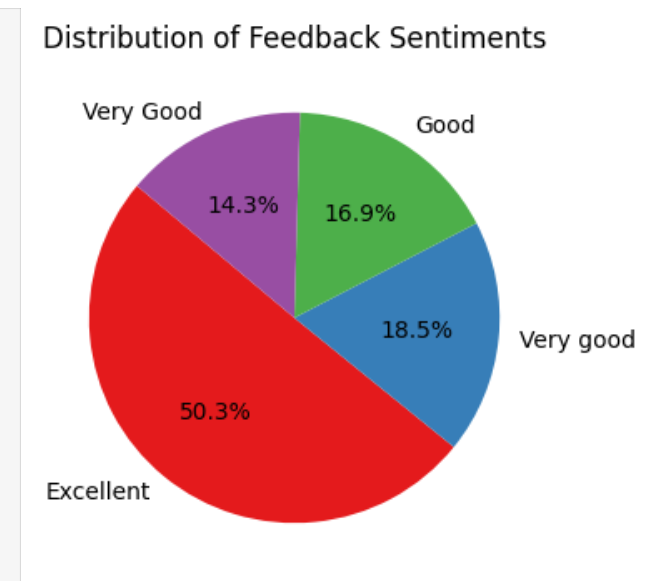 Distribution of Feedback Sentiments
Very Good
Good
14.3%
16.9%
18.5%
Very good
50.3%
Excellent